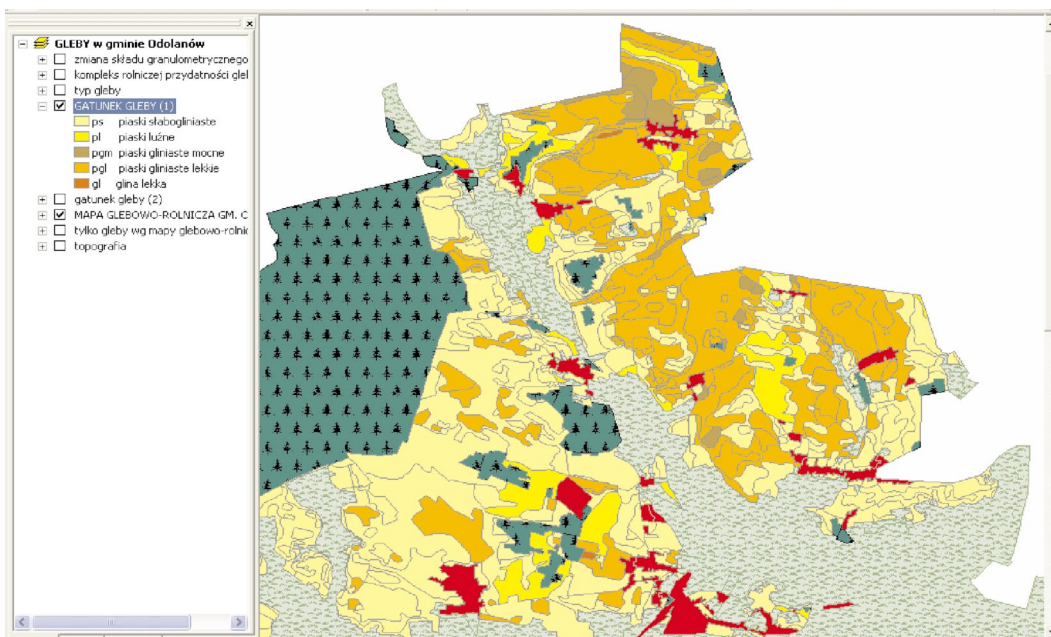 GLEBY w gminie Odolanów
zmiana składu granulometrycznego
kompleks rolniczej przydatności glel
typ gleby
GATUNEK GLEBY (1)
ps piaski słabogliniaste
pl piaski luźne
pgm piaski gliniaste mocne
pgl piaski gliniaste lekkie
gl glina lekka
gatunek gleby (2)
MAPA GLEBOWO-ROLNICZA GM. C
tylko gleby wg mapy glebowo-rolnic
topografia